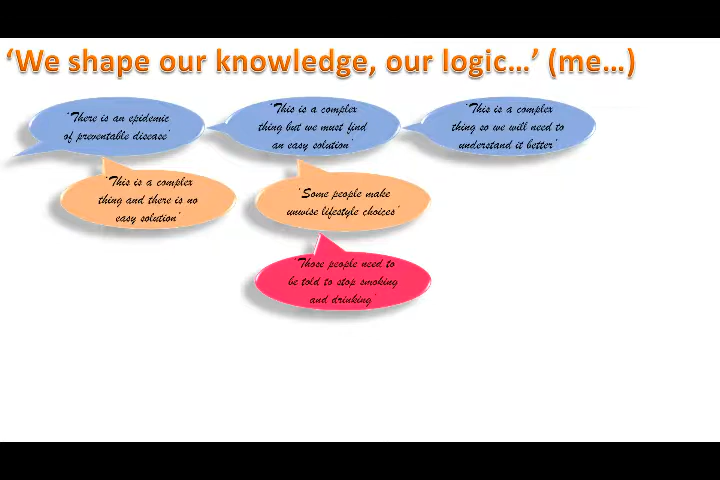 ‘We shape our knowledge, our logic…’ (me…)
‘There is an epidemic
of preventable disease’
‘This is a complex
thing but we must find
an easy solution’
‘This is a complex
thing so we will need to
understand it better’
‘This is a complex
thing and there is no
easy solution’
‘Some people make
unwise lifestyle choices’
‘Those people need to
be told to stop smoking
and drinking’